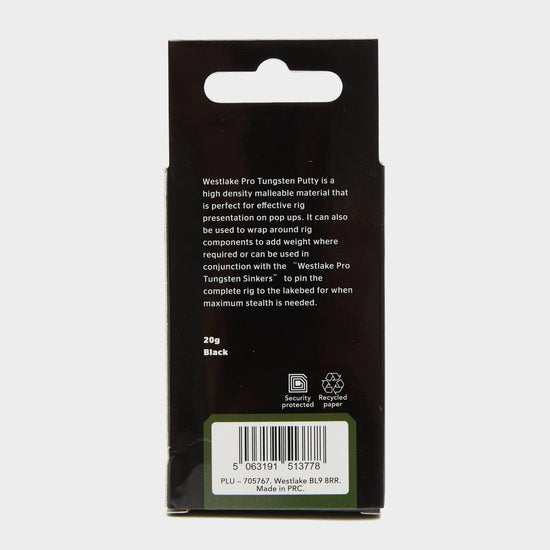 Westlake Pro Tungsten Putty is a
high density malleable material that
is perfect for effective rig
presentation on pop ups. It can also
be used to wrap around rig
components to add weight where
required or can be used in
conjunction with the "Westlake Pro
Tungsten Sinkers" to pin the
complete rig to the lakebed for when
maximum stealth is needed.
20g
Black
Security
protected
Recycled
paper
5 063191 513778
PLU – 705767. Westlake BL9 8RR.
Made in PRC.